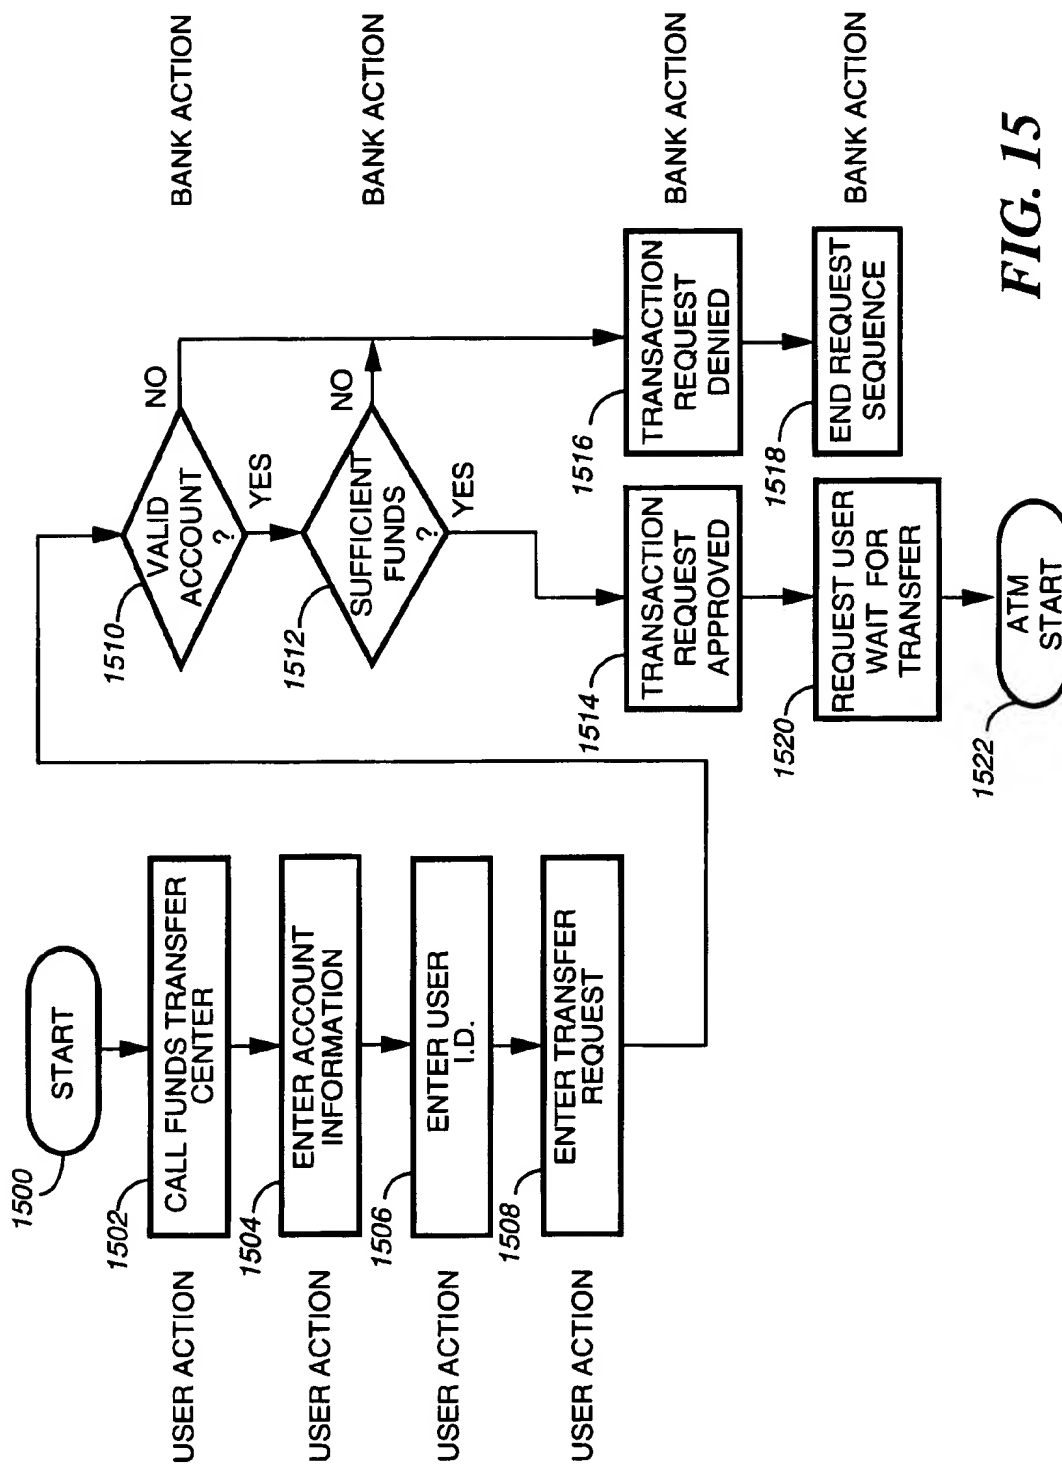 1500
START
USER ACTION
1502
CALL FUNDS TRANSFER
CENTER
USER ACTION
1504
ENTER ACCOUNT
INFORMATION
USER ACTION
1506
ENTER USER
I.D.
USER ACTION
1508
ENTER TRANSFER
REQUEST
1510
VALID
ACCOUNT
?
NO
YES
BANK ACTION
1512
SUFFICIENT
FUNDS
?
NO
YES
BANK ACTION
1514
TRANSACTION
REQUEST
APPROVED
1516
TRANSACTION
REQUEST
DENIED
BANK ACTION
1520
REQUEST USER
WAIT FOR
TRANSFER
1518
END REQUEST
SEQUENCE
BANK ACTION
1522
ATM
START
FIG. 15